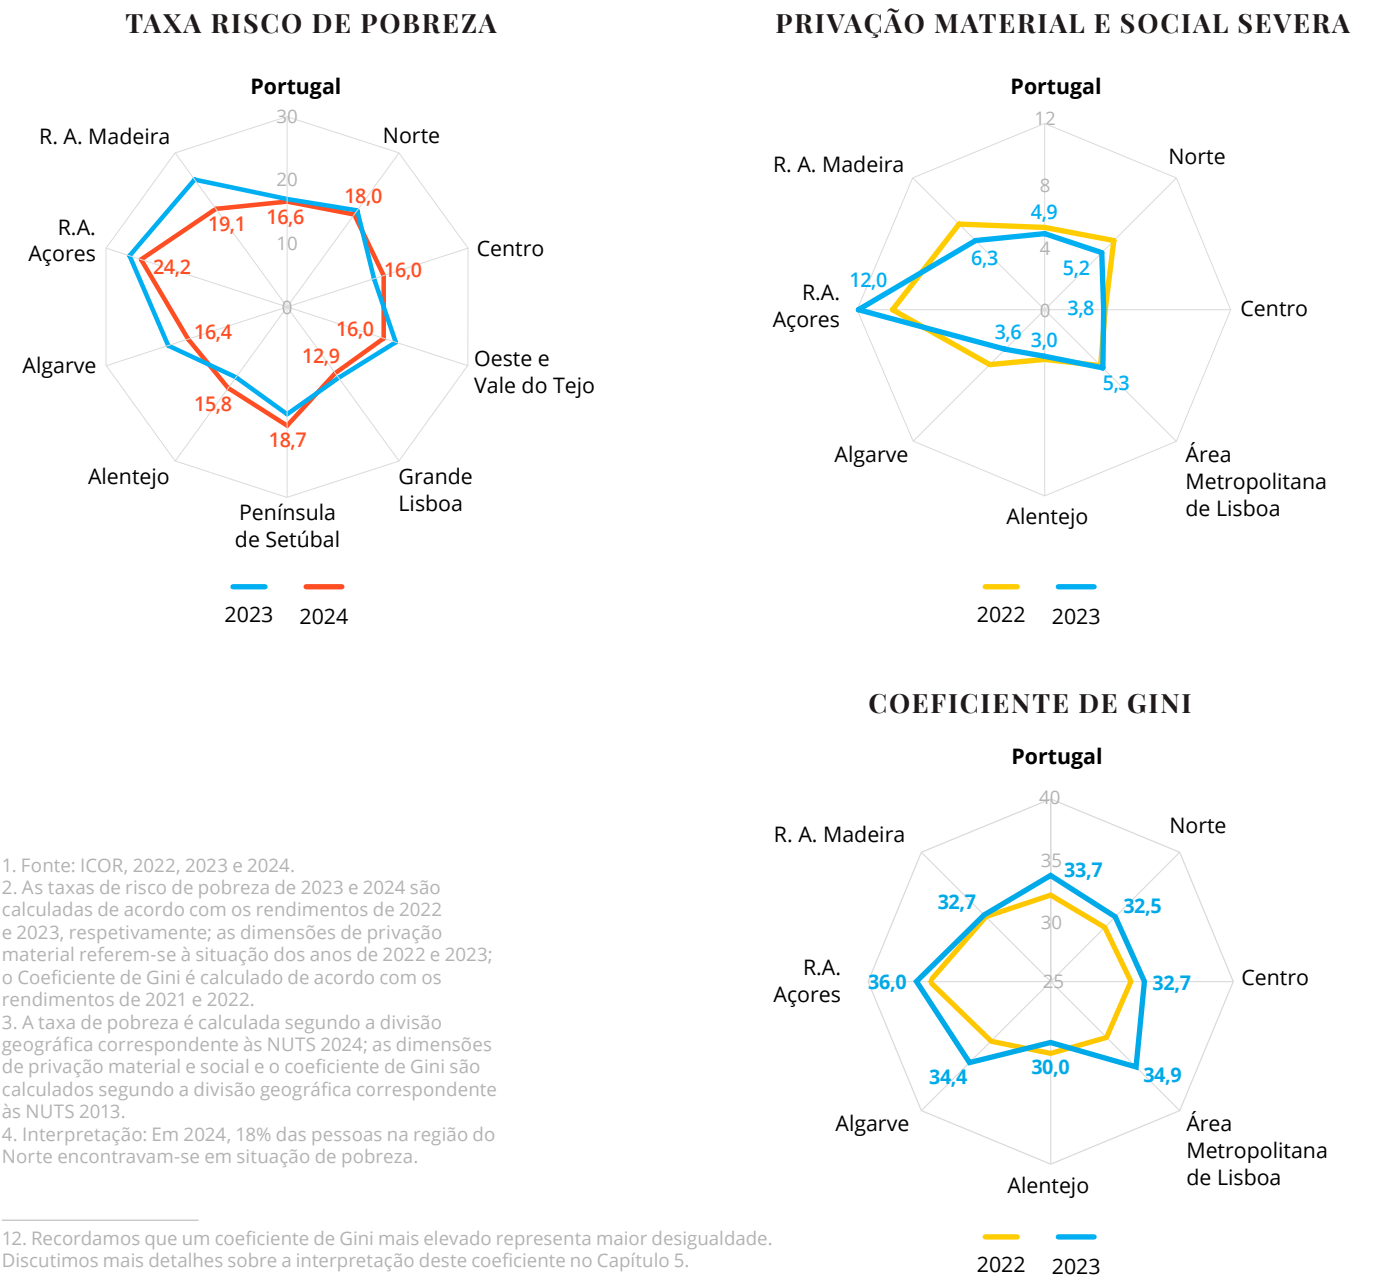 TAXA RISCO DE POBREZA
Portugal
30
R. A. Madeira
Norte
20
18,0
19,1
16,6
R.A.
Açores
10
Centro
24,2
16,0
0
16,4
16,0
12,9
Algarve
Oeste e
Vale do Tejo
15,8
18,7
Alentejo
Grande
Lisboa
Península
de Setúbal
2023
2024
PRIVAÇÃO MATERIAL E SOCIAL SEVERA
Portugal
12
R. A. Madeira
Norte
8
4,9
4
6,3
5,2
12,0
R.A.
Açores
0
3,8
Centro
3,6
3,0
5,3
Algarve
Área
Metropolitana
de Lisboa
Alentejo
2022
2023
COEFICIENTE DE GINI
Portugal
40
R. A. Madeira
Norte
35
33,7
32,7
32,5
30
R.A.
Açores
36,0
25
32,7
Centro
34,4
30,0
34,9
Algarve
Área
Metropolitana
de Lisboa
Alentejo
2022
2023
1. Fonte: ICOR, 2022, 2023 e 2024.
2. As taxas de risco de pobreza de 2023 e 2024 são
calculadas de acordo com os rendimentos de 2022
e 2023, respetivamente; as dimensões de privação
material referem-se à situação dos anos de 2022 e 2023;
o Coeficiente de Gini é calculado de acordo com os
rendimentos de 2021 e 2022.
3. A taxa de pobreza é calculada segundo a divisão
geográfica correspondente às NUTS 2024; as dimensões
de privação material e social e o coeficiente de Gini são
calculados segundo a divisão geográfica correspondente
às NUTS 2013.
4. Interpretação: Em 2024, 18% das pessoas na região do
Norte encontravam-se em situação de pobreza.
12. Recordamos que um coeficiente de Gini mais elevado representa maior desigualdade.
Discutimos mais detalhes sobre a interpretação deste coeficiente no Capítulo 5.